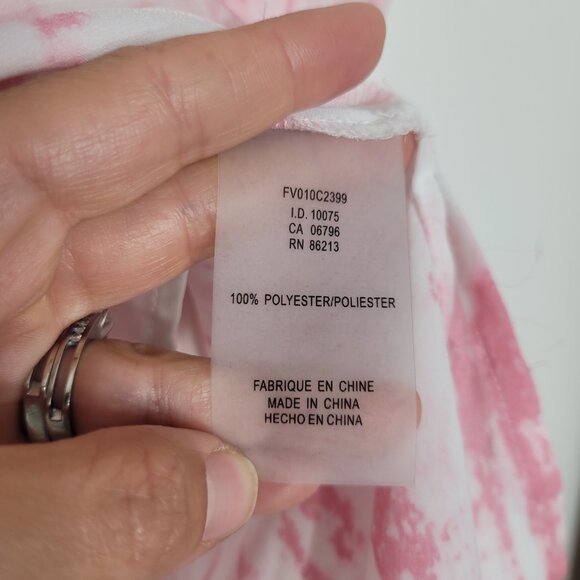 FV010C2399
I.D. 10075
CA 06796
RN 86213
100% POLYESTER/POLIESTER
FABRIQUE EN CHINE
MADE IN CHINA
HECHO EN CHINA